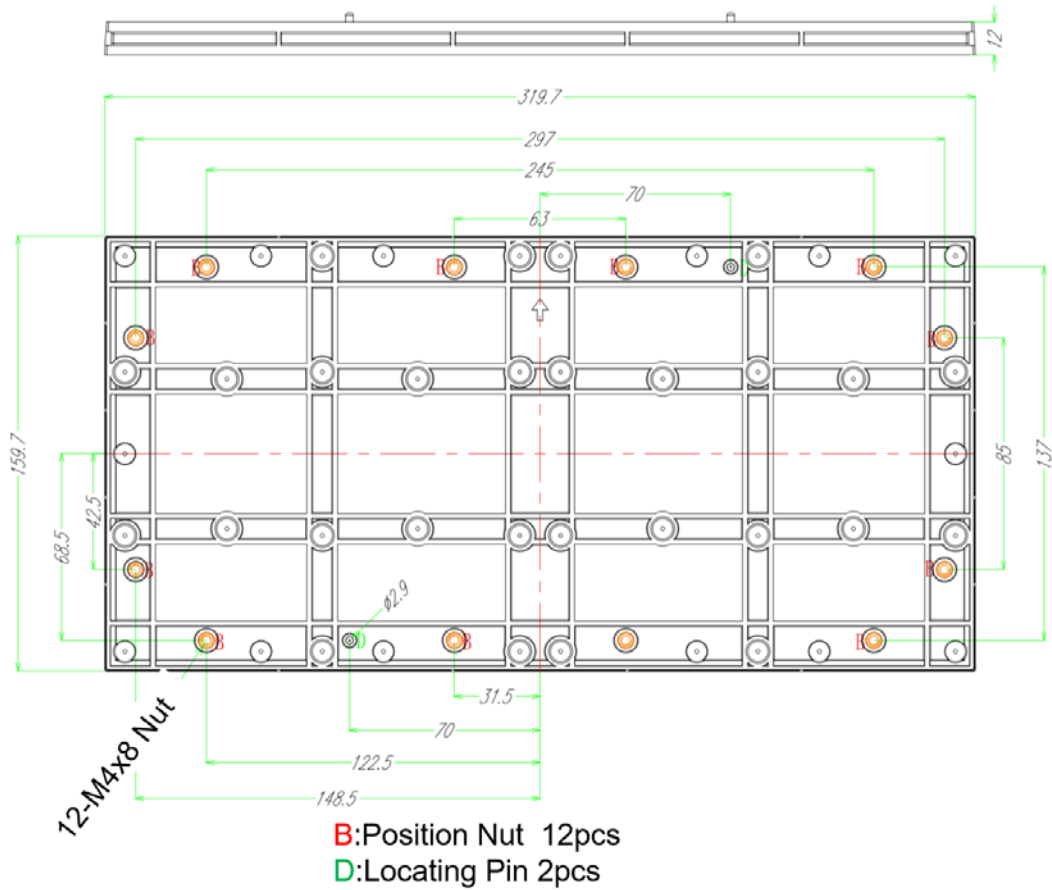 12
319.7
297
245
70
63
B B B D B
B B
159.7
137
85
68.5
42.5
B B
ϕ2.9
B D B B
31.5
70
12-M4x8 Nut
122.5
148.5
B:Position Nut 12pcs
D:Locating Pin 2pcs